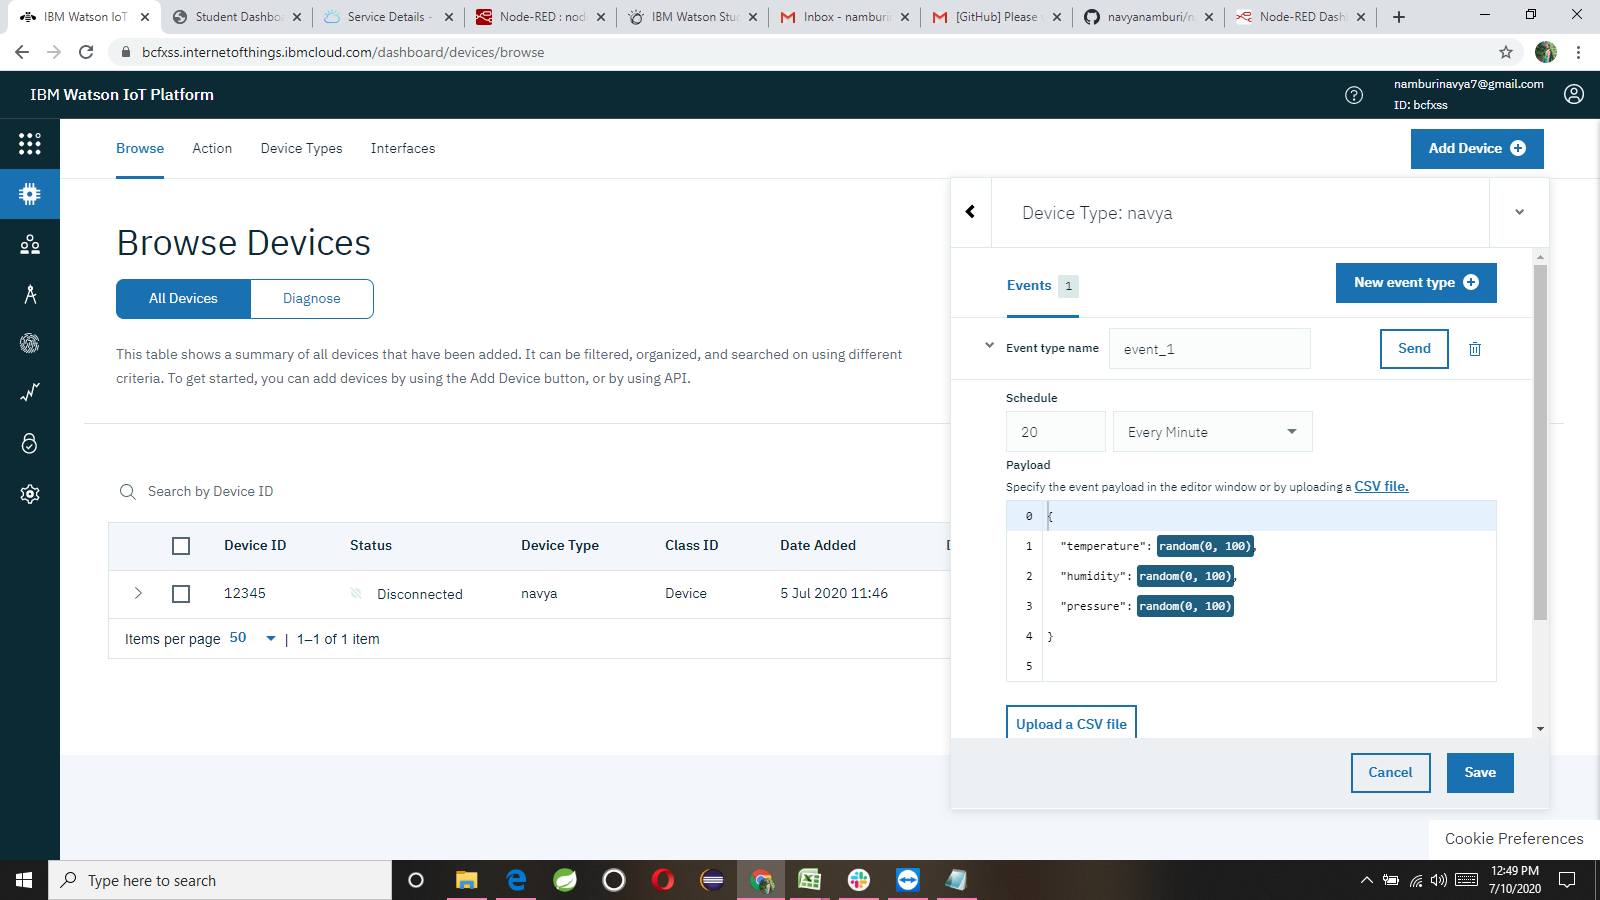 IBM Watson IoT
Student Dashbo
Service Details -
Node-RED : nod
IBM Watson Stud
Inbox - namburin
[GitHub] Please
navyanamburi/n
Node-RED Dash
bcfxss.internetofthings.ibmcloud.com/dashboard/devices/browse
IBM Watson IoT Platform
namburinavya7@gmail.com
ID: bcfxss
Browse
Action
Device Types
Interfaces
Add Device
Browse Devices
All Devices
Diagnose
This table shows a summary of all devices that have been added. It can be filtered, organized, and searched on using different
criteria. To get started, you can add devices by using the Add Device button, or by using API.
Search by Device ID
Device ID
Status
Device Type
Class ID
Date Added
12345
Disconnected
navya
Device
5 Jul 2020 11:46
Items per page 50 | 1–1 of 1 item
Device Type: navya
Events 1
New event type
Event type name
event_1
Send
Schedule
20
Every Minute
Payload
Specify the event payload in the editor window or by uploading a CSV file.
0 {
1 "temperature": random(0, 100),
2 "humidity": random(0, 100),
3 "pressure": random(0, 100)
4 }
5
Upload a CSV file
Cancel
Save
Cookie Preferences
Type here to search
12:49 PM
7/10/2020